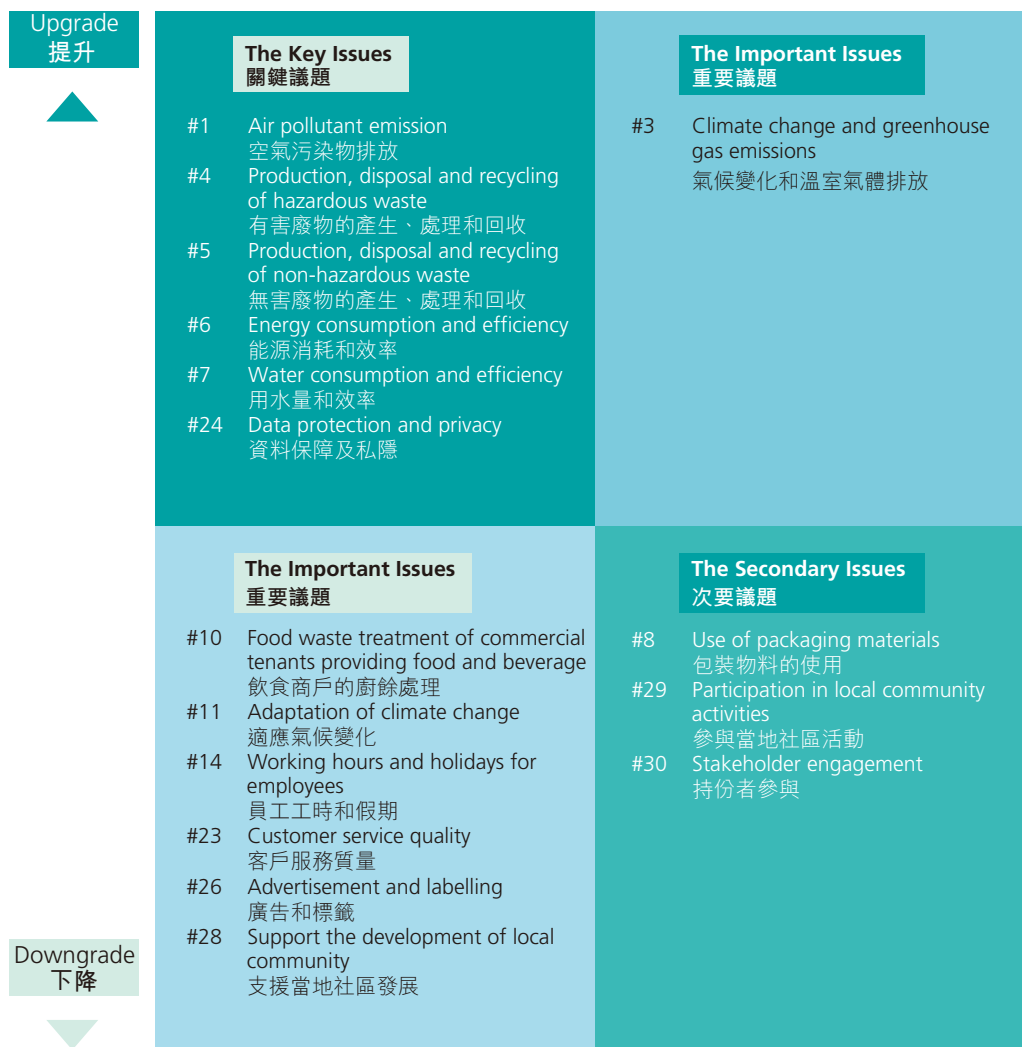 Upgrade
提升
The Key Issues
關鍵議題
#1 Air pollutant emission
空氣污染物排放
#4 Production, disposal and recycling
of hazardous waste
有害廢物的產生、處理和回收
#5 Production, disposal and recycling
of non-hazardous waste
無害廢物的產生、處理和回收
#6 Energy consumption and efficiency
能源消耗和效率
#7 Water consumption and efficiency
用水量和效率
#24 Data protection and privacy
資料保障及私隱
The Important Issues
重要議題
#3 Climate change and greenhouse
gas emissions
氣候變化和溫室氣體排放
The Important Issues
重要議題
#10 Food waste treatment of commercial
tenants providing food and beverage
飲食商戶的廚餘處理
#11 Adaptation of climate change
適應氣候變化
#14 Working hours and holidays for
employees
員工工時和假期
#23 Customer service quality
客戶服務質量
#26 Advertisement and labelling
廣告和標籤
#28 Support the development of local
community
支援當地社區發展
The Secondary Issues
次要議題
#8 Use of packaging materials
包裝物料的使用
#29 Participation in local community
activities
參與當地社區活動
#30 Stakeholder engagement
持份者參與
Downgrade
下降